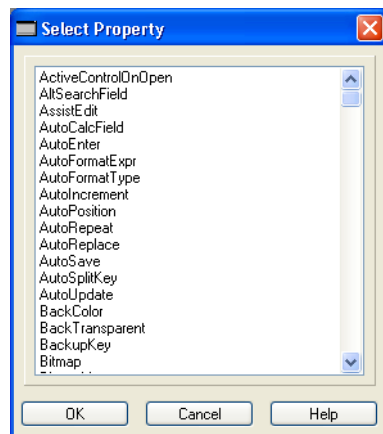 Select Property
ActiveControlOnOpen
AltSearchField
AssistEdit
AutoCalcField
AutoEnter
AutoFormatExpr
AutoFormatType
AutoIncrement
AutoPosition
AutoRepeat
AutoReplace
AutoSave
AutoSplitKey
AutoUpdate
BackColor
BackTransparent
BackupKey
Bitmap
OK Cancel Help